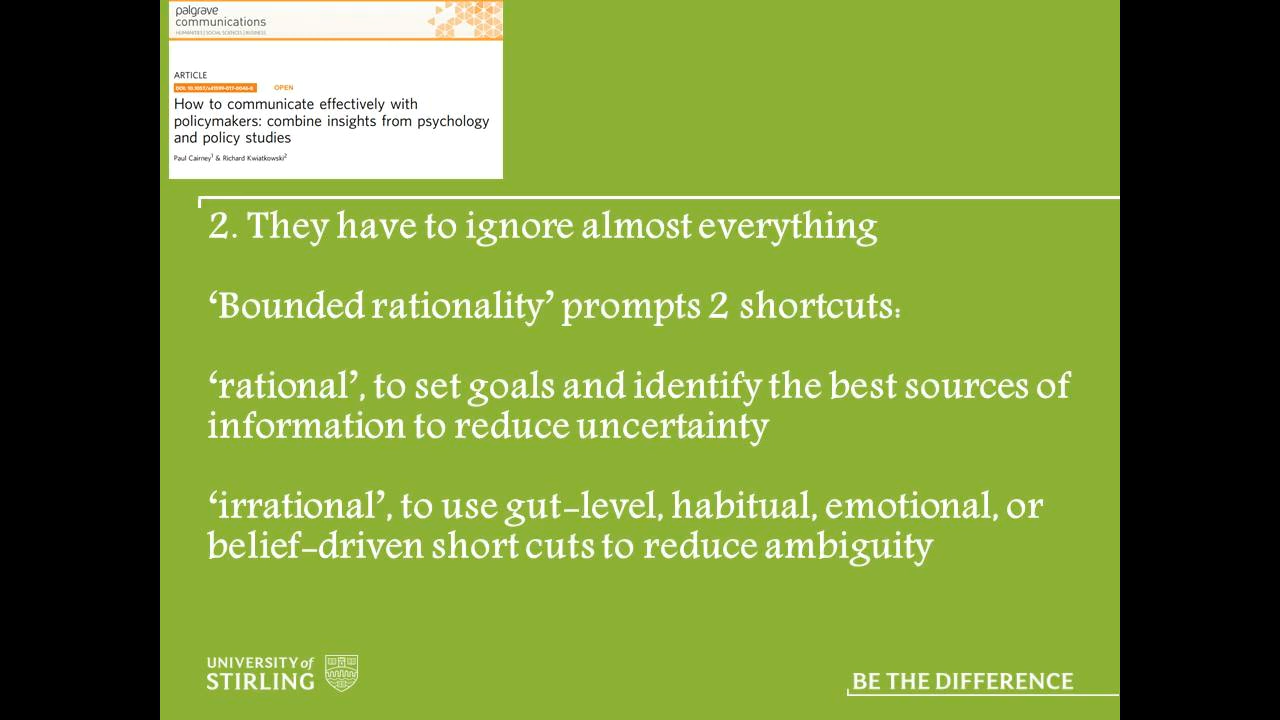 palgrave
communications
HUMANITIES | SOCIAL SCIENCES | BUSINESS
ARTICLE
OPEN
How to communicate effectively with
policymakers: combine insights from psychology
and policy studies
Paul Cairney1 & Richard Kwiatkowski2
2. They have to ignore almost everything
‘Bounded rationality’ prompts 2 shortcuts:
‘rational’, to set goals and identify the best sources of
information to reduce uncertainty
‘irrational’, to use gut-level, habitual, emotional, or
belief-driven short cuts to reduce ambiguity
UNIVERSITY of
STIRLING
BE THE DIFFERENCE